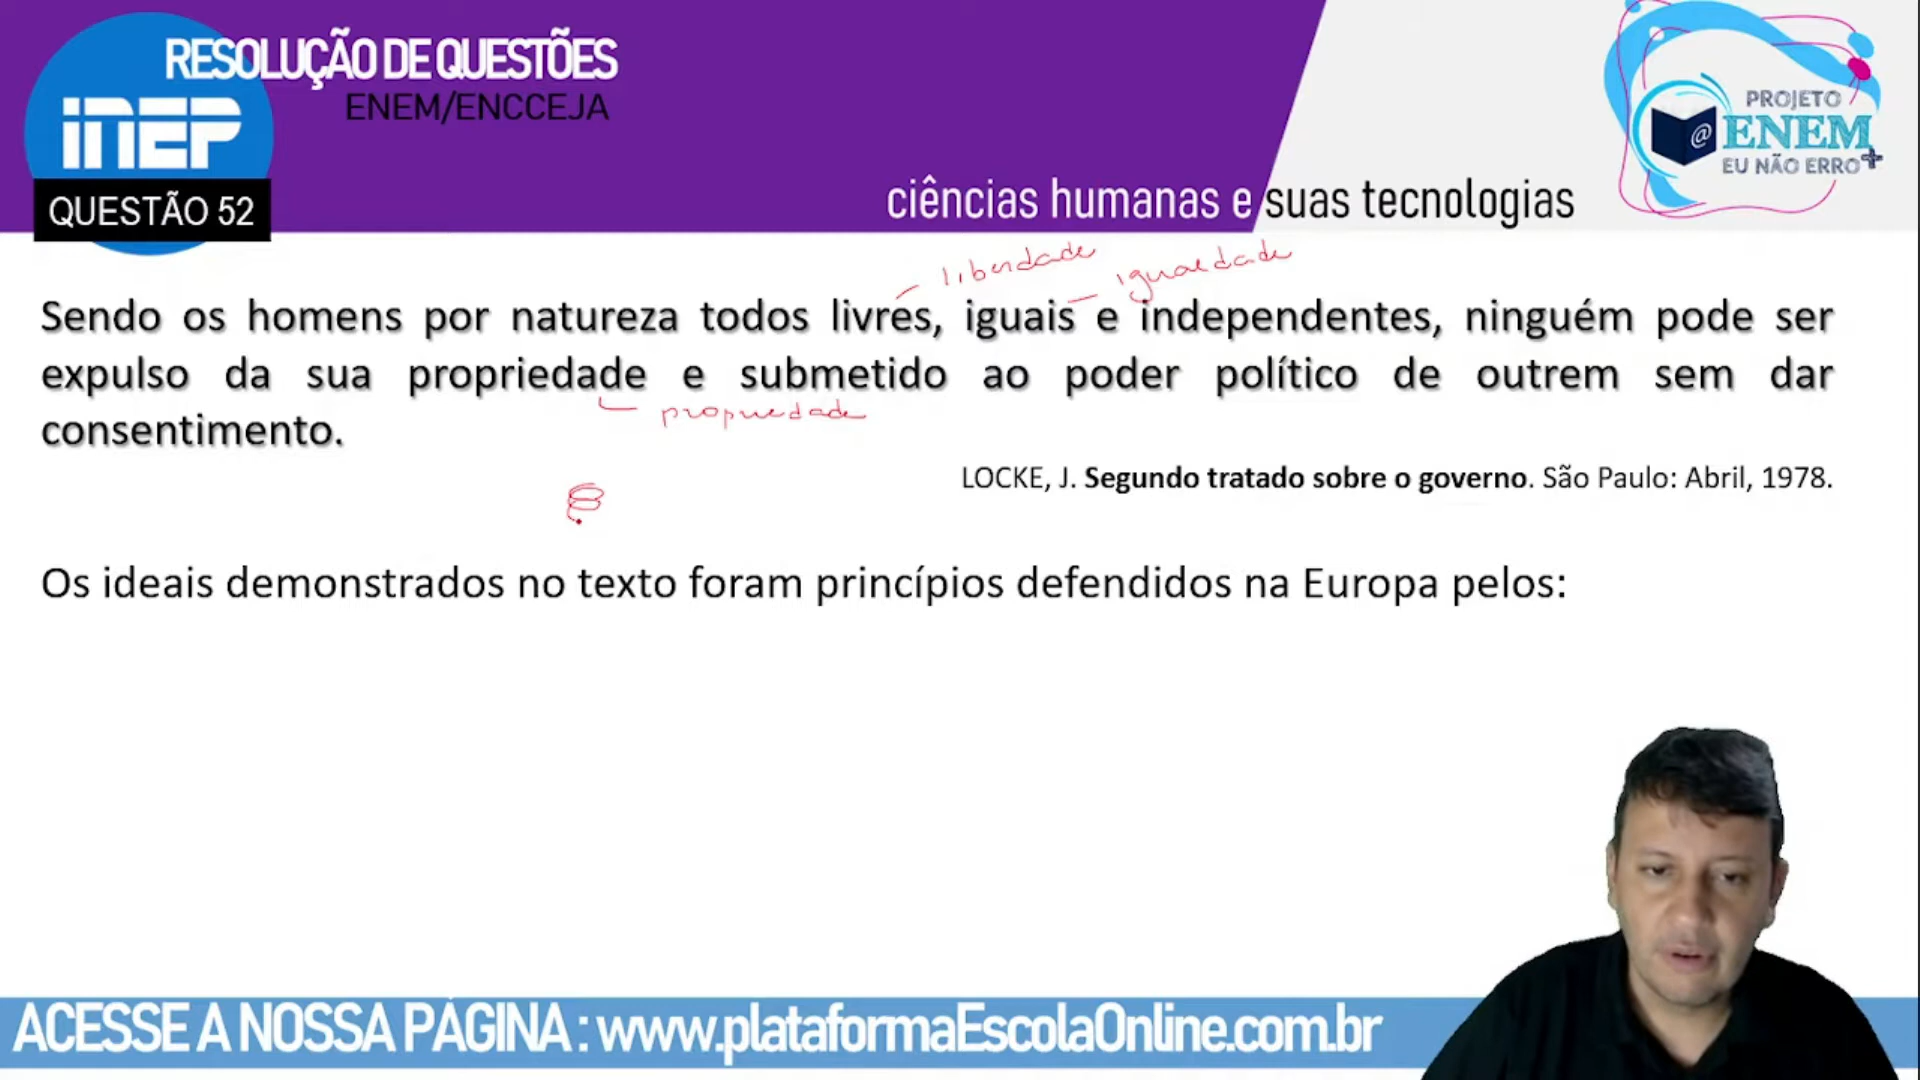 RESOLUÇÃO DE QUESTÕES
ENEM/ENCCEJA
inep
QUESTÃO 52
PROJETO
@ENEM
EU NÃO ERRO+
ciências humanas e suas tecnologias
liberdade
igualdade
Sendo os homens por natureza todos livres, iguais e independentes, ninguém pode ser
expulso da sua propriedade e submetido ao poder político de outrem sem dar
propriedade
consentimento.
LOCKE, J. Segundo tratado sobre o governo. São Paulo: Abril, 1978.
Os ideais demonstrados no texto foram princípios defendidos na Europa pelos:
ACESSE A NOSSA PÁGINA : www.plataformaEscolaOnline.com.br